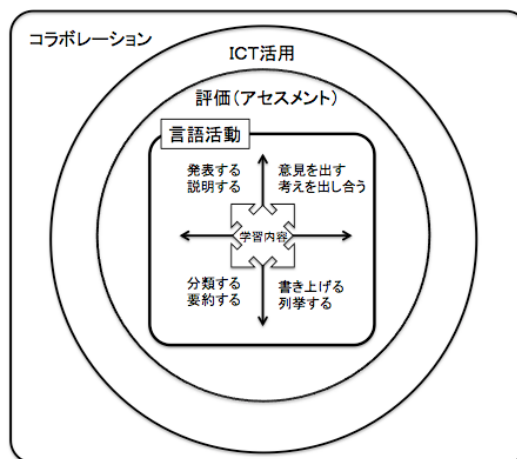 コラボレーション
ICT活用
評価（アセスメント）
言語活動
発表する
説明する
意見を出す
考えを出し合う
学習内容
分類する
要約する
書き上げる
列挙する